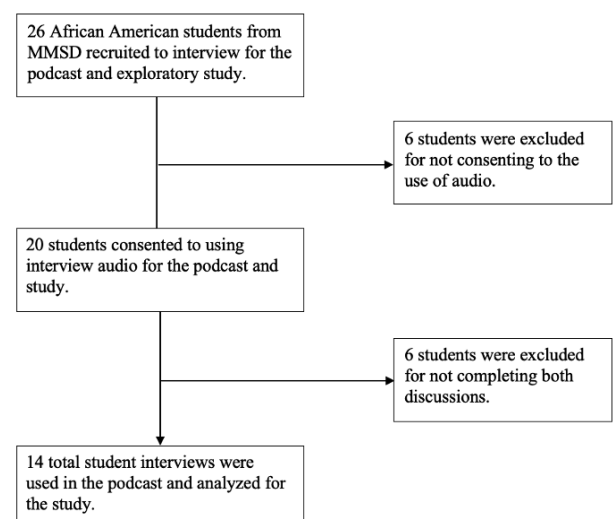 26 African American students from
MMSD recruited to interview for the
podcast and exploratory study.
6 students were excluded
for not consenting to the
use of audio.
20 students consented to using
interview audio for the podcast and
study.
6 students were excluded
for not completing both
discussions.
14 total student interviews were
used in the podcast and analyzed for
the study.